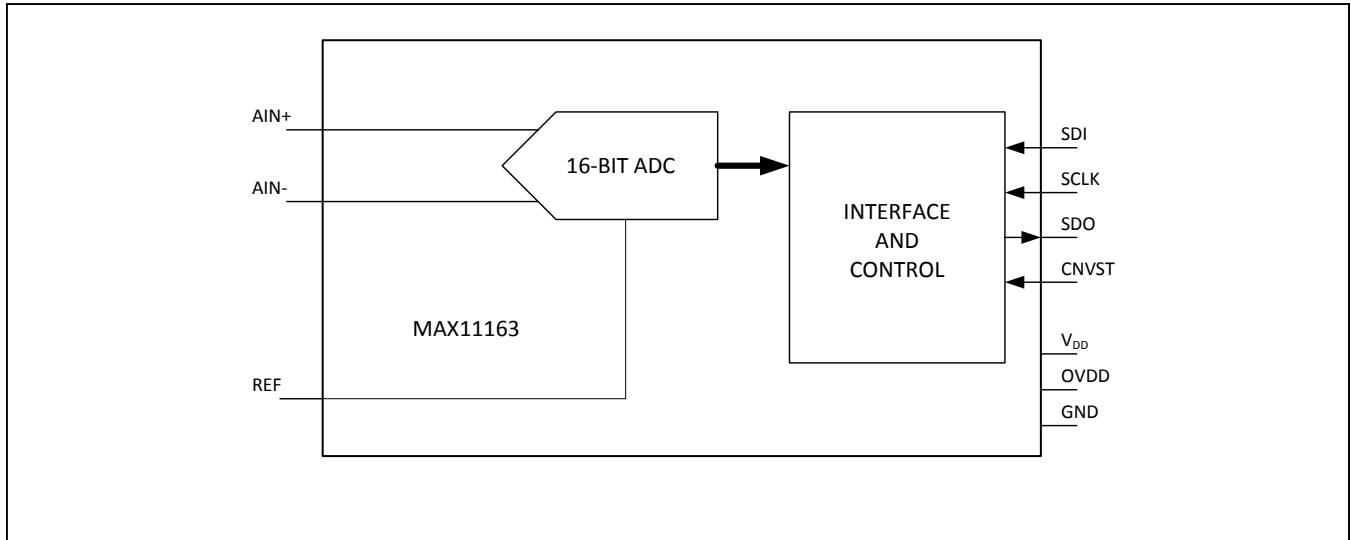 AIN+
AIN-
REF
16-BIT ADC
MAX11163
INTERFACE
AND
CONTROL
SDI
SCLK
SDO
CNVST
VDD
OVDD
GND